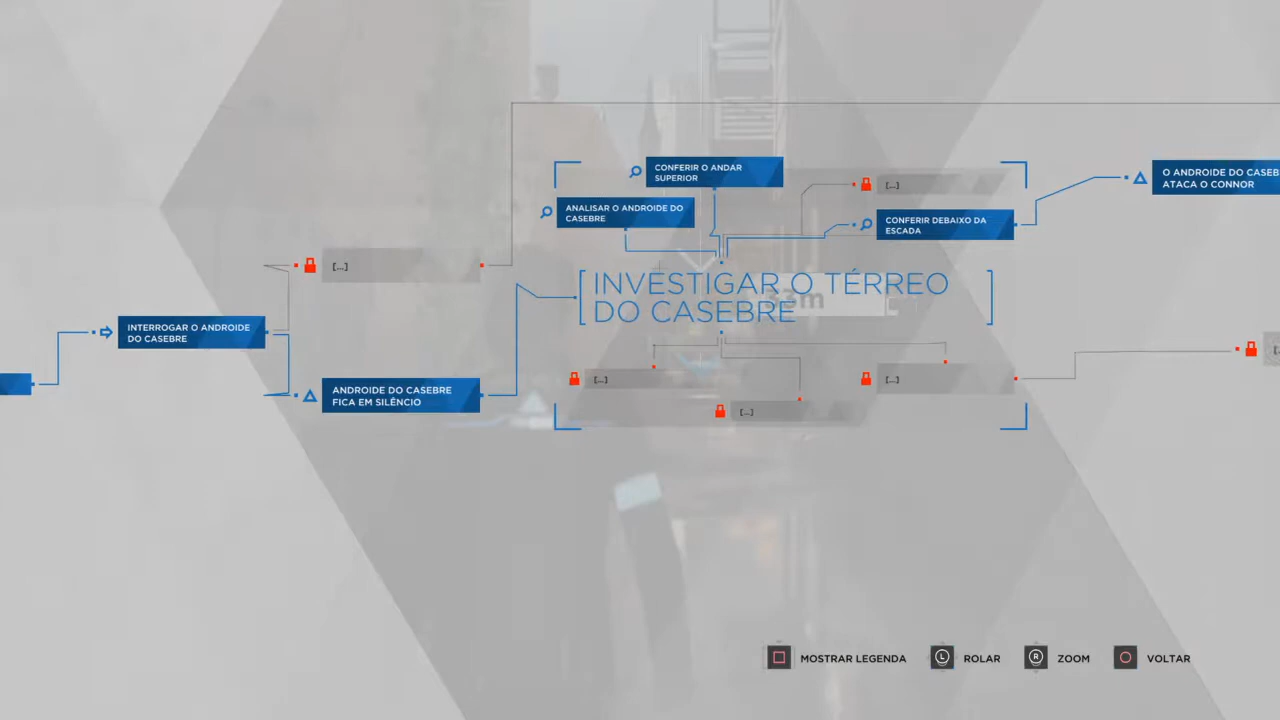 CONFERIR O ANDAR
SUPERIOR
O ANDROIDE DO CASEB
ATACA O CONNOR
[...]
ANALISAR O ANDROIDE DO
CASEBRE
CONFERIR DEBAIXO DA
ESCADA
[...]
INVESTIGAR O TÉRREO
DO CASEBRE
33m
INTERROGAR O ANDROIDE
DO CASEBRE
ANDROIDE DO CASEBRE
FICA EM SILÊNCIO
[...]
[...]
[...]
MOSTRAR LEGENDA
L
ROLAR
R
ZOOM
VOLTAR